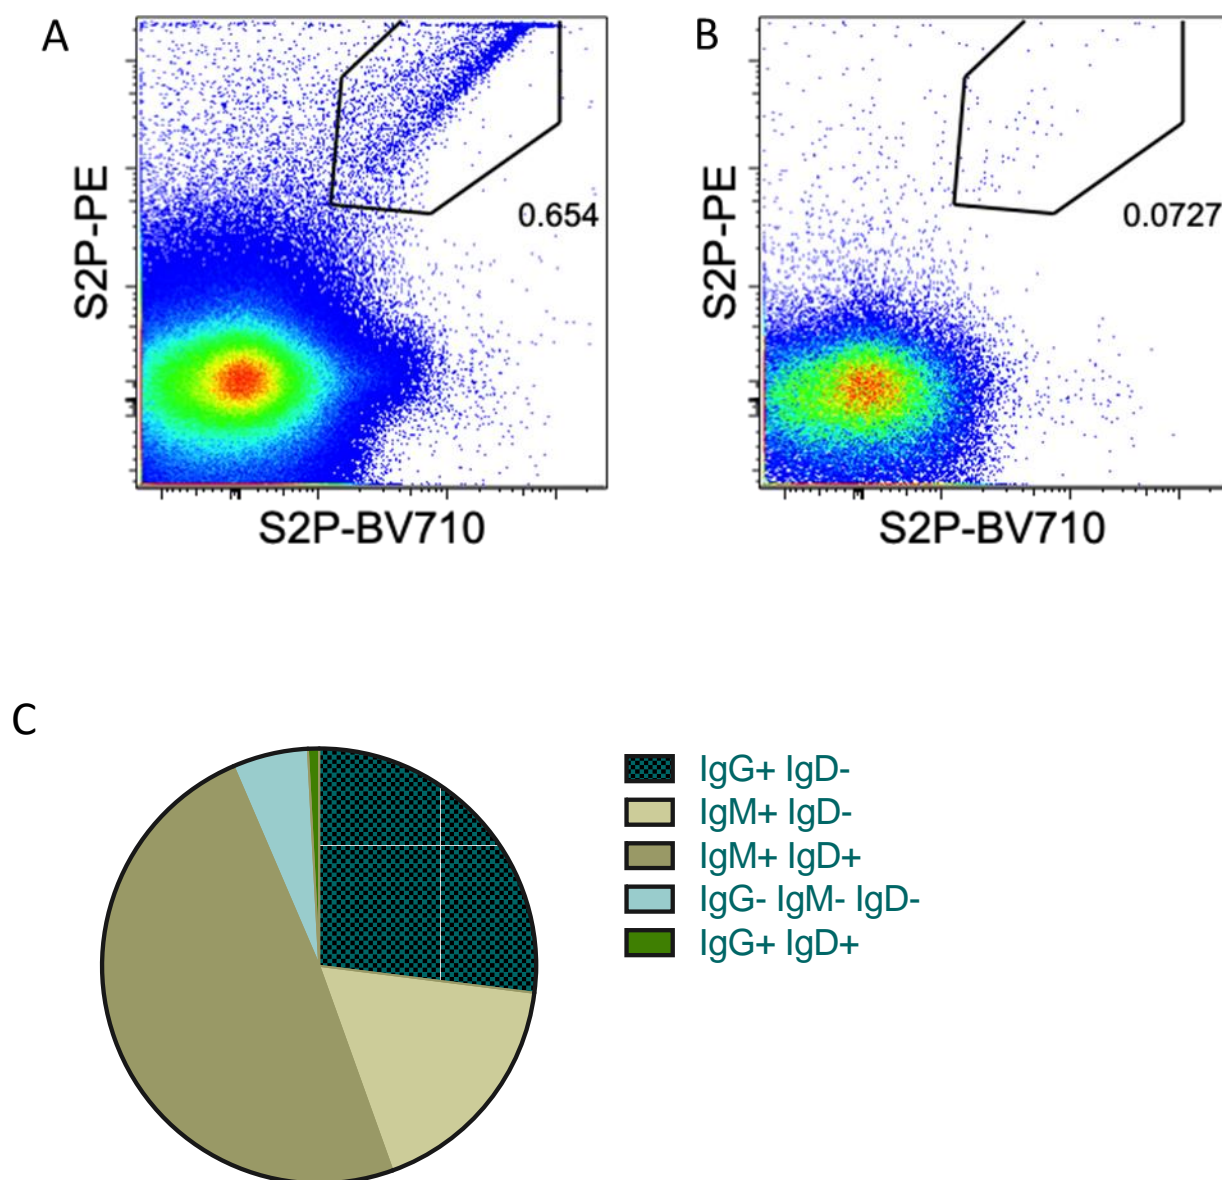 A
S2P-PE
0.654
S2P-BV710
B
S2P-PE
0.0727
S2P-BV710
C
IgG+ IgD-
IgM+ IgD-
IgM+ IgD+
IgG- IgM- IgD-
IgG+ IgD+